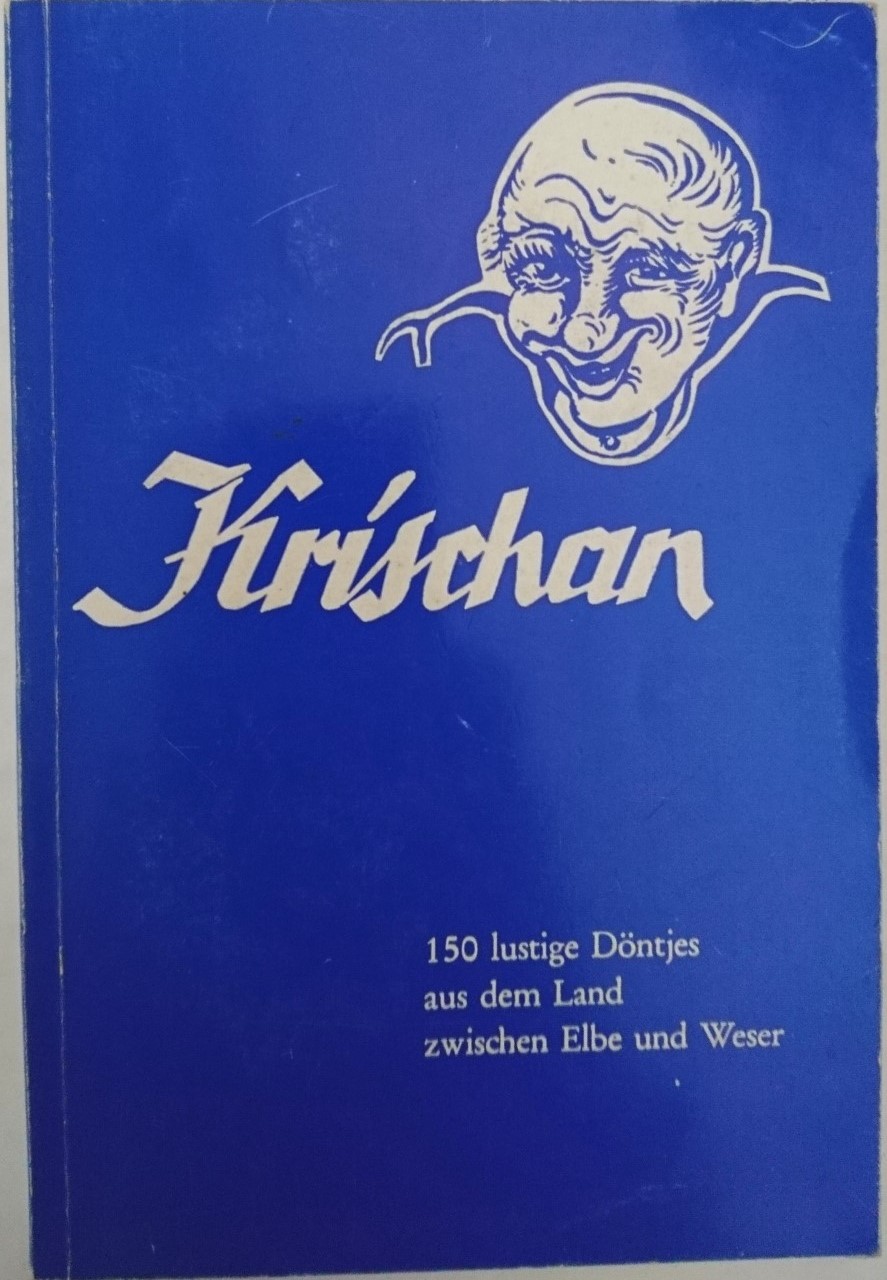 Krischan
150 lustige Döntjes
aus dem Land
zwischen Elbe und Weser